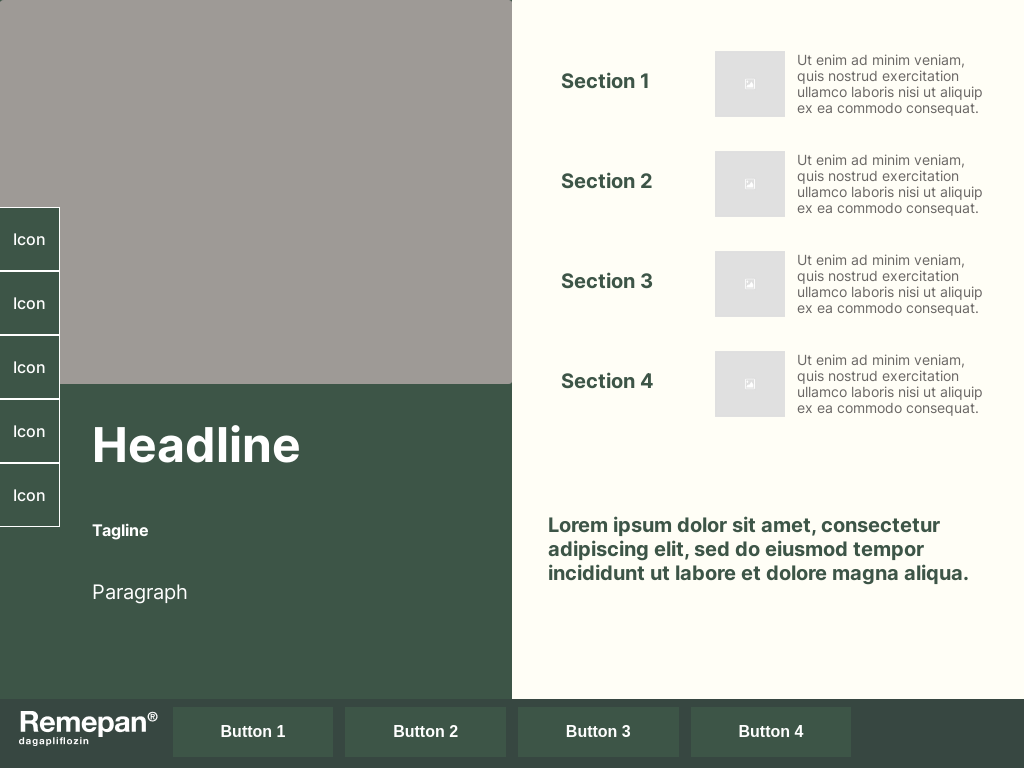 Icon
Icon
Icon
Icon
Icon
Headline
Tagline
Paragraph
Section 1
Ut enim ad minim veniam,
quis nostrud exercitation
ullamco laboris nisi ut aliquip
ex ea commodo consequat.
Section 2
Ut enim ad minim veniam,
quis nostrud exercitation
ullamco laboris nisi ut aliquip
ex ea commodo consequat.
Section 3
Ut enim ad minim veniam,
quis nostrud exercitation
ullamco laboris nisi ut aliquip
ex ea commodo consequat.
Section 4
Ut enim ad minim veniam,
quis nostrud exercitation
ullamco laboris nisi ut aliquip
ex ea commodo consequat.
Lorem ipsum dolor sit amet, consectetur
adipiscing elit, sed do eiusmod tempor
incididunt ut labore et dolore magna aliqua.
Remepan®
dagapliflozin
Button 1
Button 2
Button 3
Button 4